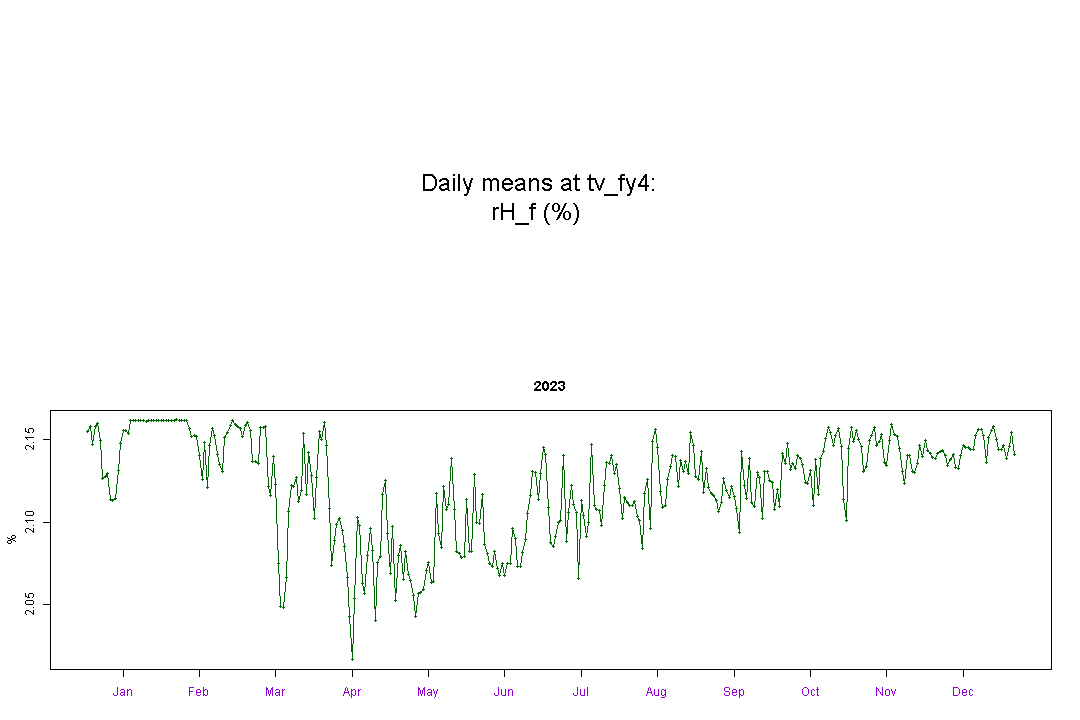 Daily means at tv_fy4:
rH_f (%)
2023
2.15
2.10
2.05
%
Jan Feb Mar Apr May Jun Jul Aug Sep Oct Nov Dec